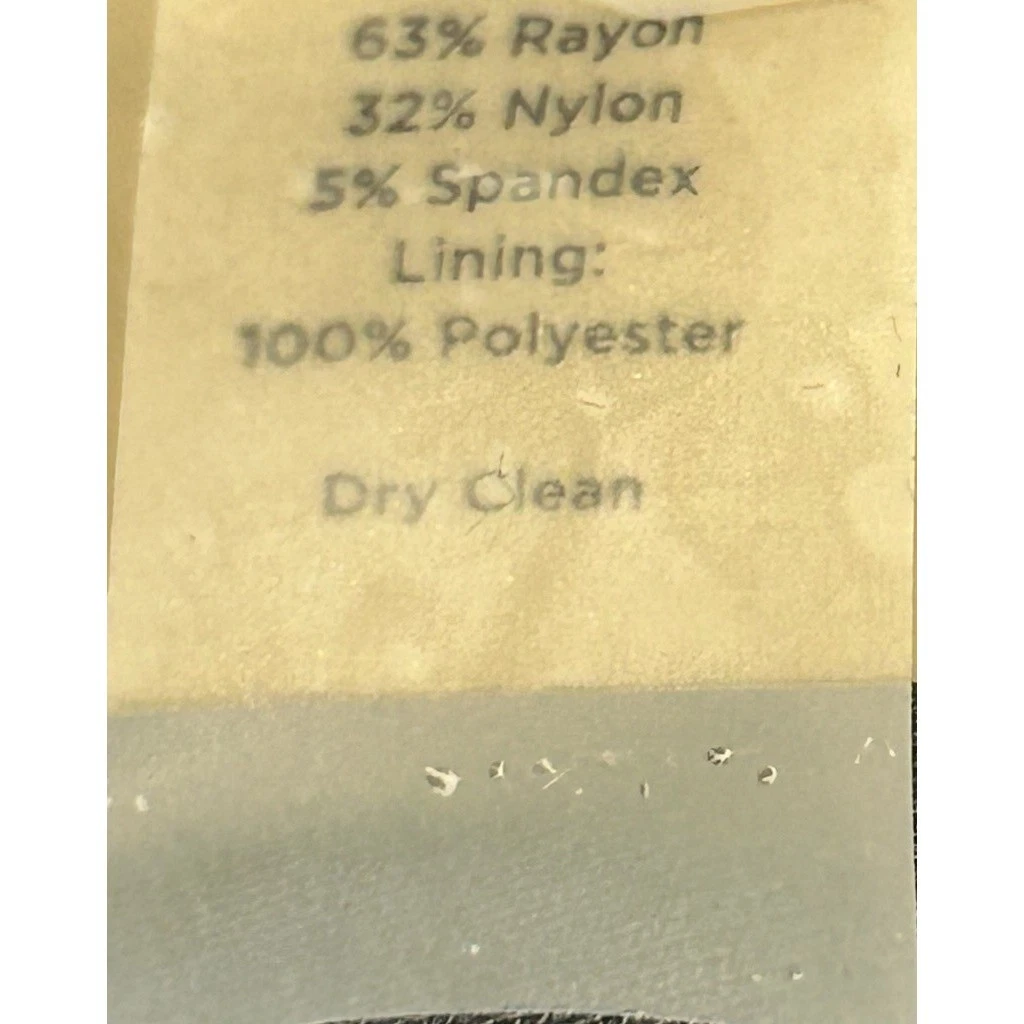 63% Rayon
32% Nylon
5% Spandex
Lining:
100% Polyester
Dry Clean